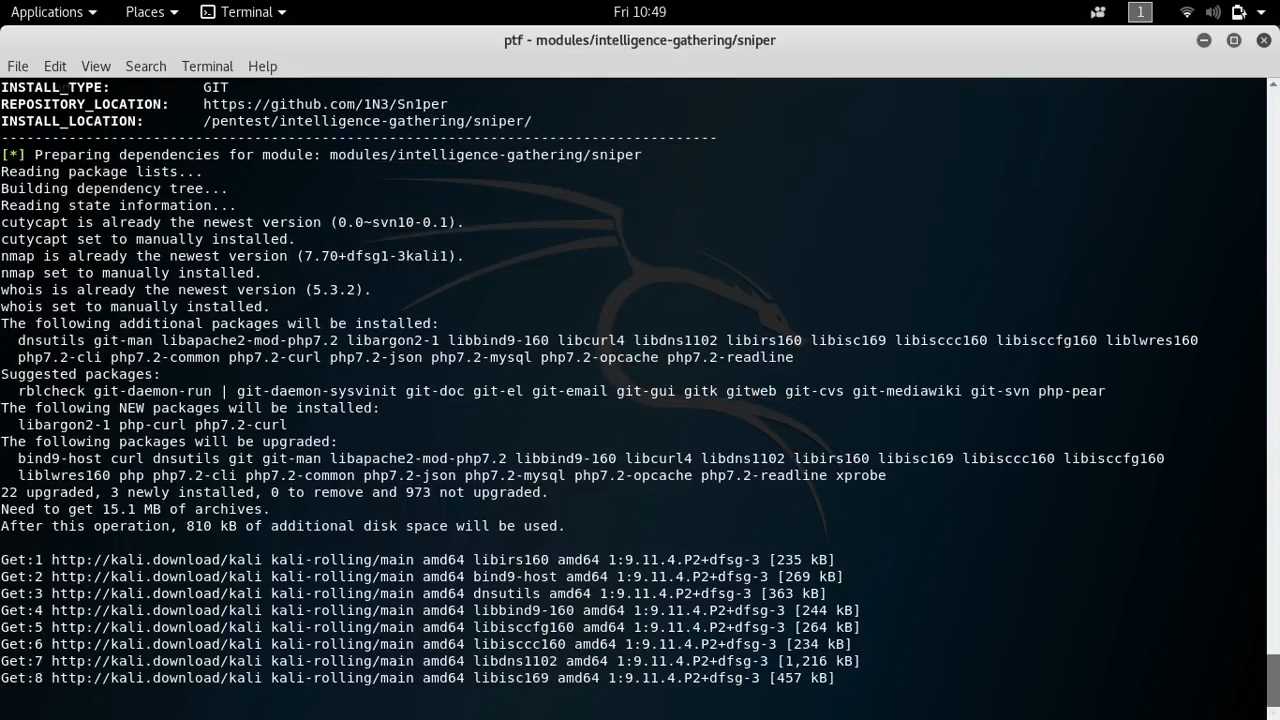 Applications Places Terminal Fri 10:49 1
ptf - modules/intelligence-gathering/sniper
File Edit View Search Terminal Help
INSTALL_TYPE: GIT
REPOSITORY_LOCATION: https://github.com/1N3/Sn1per
INSTALL_LOCATION: /pentest/intelligence-gathering/sniper/
-------------------------------------------------------------------------------------
[*] Preparing dependencies for module: modules/intelligence-gathering/sniper
Reading package lists...
Building dependency tree...
Reading state information...
cutycapt is already the newest version (0.0~svn10-0.1).
cutycapt set to manually installed.
nmap is already the newest version (7.70+dfsg1-3kali1).
nmap set to manually installed.
whois is already the newest version (5.3.2).
whois set to manually installed.
The following additional packages will be installed:
dnsutils git-man libapache2-mod-php7.2 libargon2-1 libbind9-160 libcurl4 libdns1102 libirs160 libisc169 libisccc160 libisccfg160 liblwres160
php7.2-cli php7.2-common php7.2-curl php7.2-json php7.2-mysql php7.2-opcache php7.2-readline
Suggested packages:
rblcheck git-daemon-run | git-daemon-sysvinit git-doc git-el git-email git-gui gitk gitweb git-cvs git-mediawiki git-svn php-pear
The following NEW packages will be installed:
libargon2-1 php-curl php7.2-curl
The following packages will be upgraded:
bind9-host curl dnsutils git git-man libapache2-mod-php7.2 libbind9-160 libcurl4 libdns1102 libirs160 libisc169 libisccc160 libisccfg160
liblwres160 php php7.2-cli php7.2-common php7.2-json php7.2-mysql php7.2-opcache php7.2-readline xprobe
22 upgraded, 3 newly installed, 0 to remove and 973 not upgraded.
Need to get 15.1 MB of archives.
After this operation, 810 kB of additional disk space will be used.
Get:1 http://kali.download/kali kali-rolling/main amd64 libirs160 amd64 1:9.11.4.P2+dfsg-3 [235 kB]
Get:2 http://kali.download/kali kali-rolling/main amd64 bind9-host amd64 1:9.11.4.P2+dfsg-3 [269 kB]
Get:3 http://kali.download/kali kali-rolling/main amd64 dnsutils amd64 1:9.11.4.P2+dfsg-3 [363 kB]
Get:4 http://kali.download/kali kali-rolling/main amd64 libbind9-160 amd64 1:9.11.4.P2+dfsg-3 [244 kB]
Get:5 http://kali.download/kali kali-rolling/main amd64 libisccfg160 amd64 1:9.11.4.P2+dfsg-3 [264 kB]
Get:6 http://kali.download/kali kali-rolling/main amd64 libisccc160 amd64 1:9.11.4.P2+dfsg-3 [234 kB]
Get:7 http://kali.download/kali kali-rolling/main amd64 libdns1102 amd64 1:9.11.4.P2+dfsg-3 [1,216 kB]
Get:8 http://kali.download/kali kali-rolling/main amd64 libisc169 amd64 1:9.11.4.P2+dfsg-3 [457 kB]